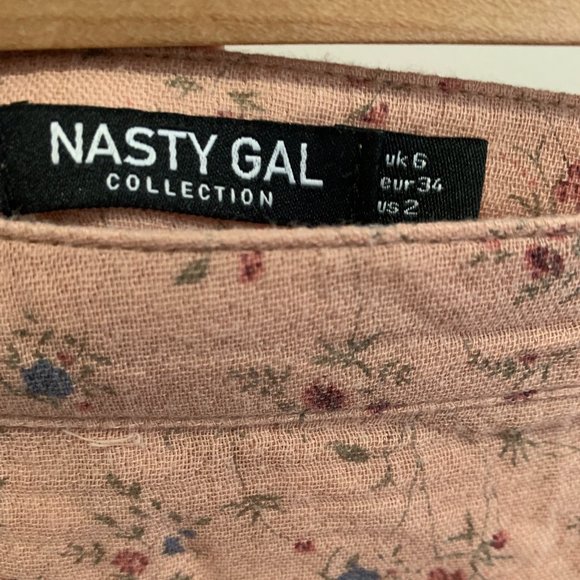 NASTY GAL
COLLECTION
uk 6
eur 34
us 2